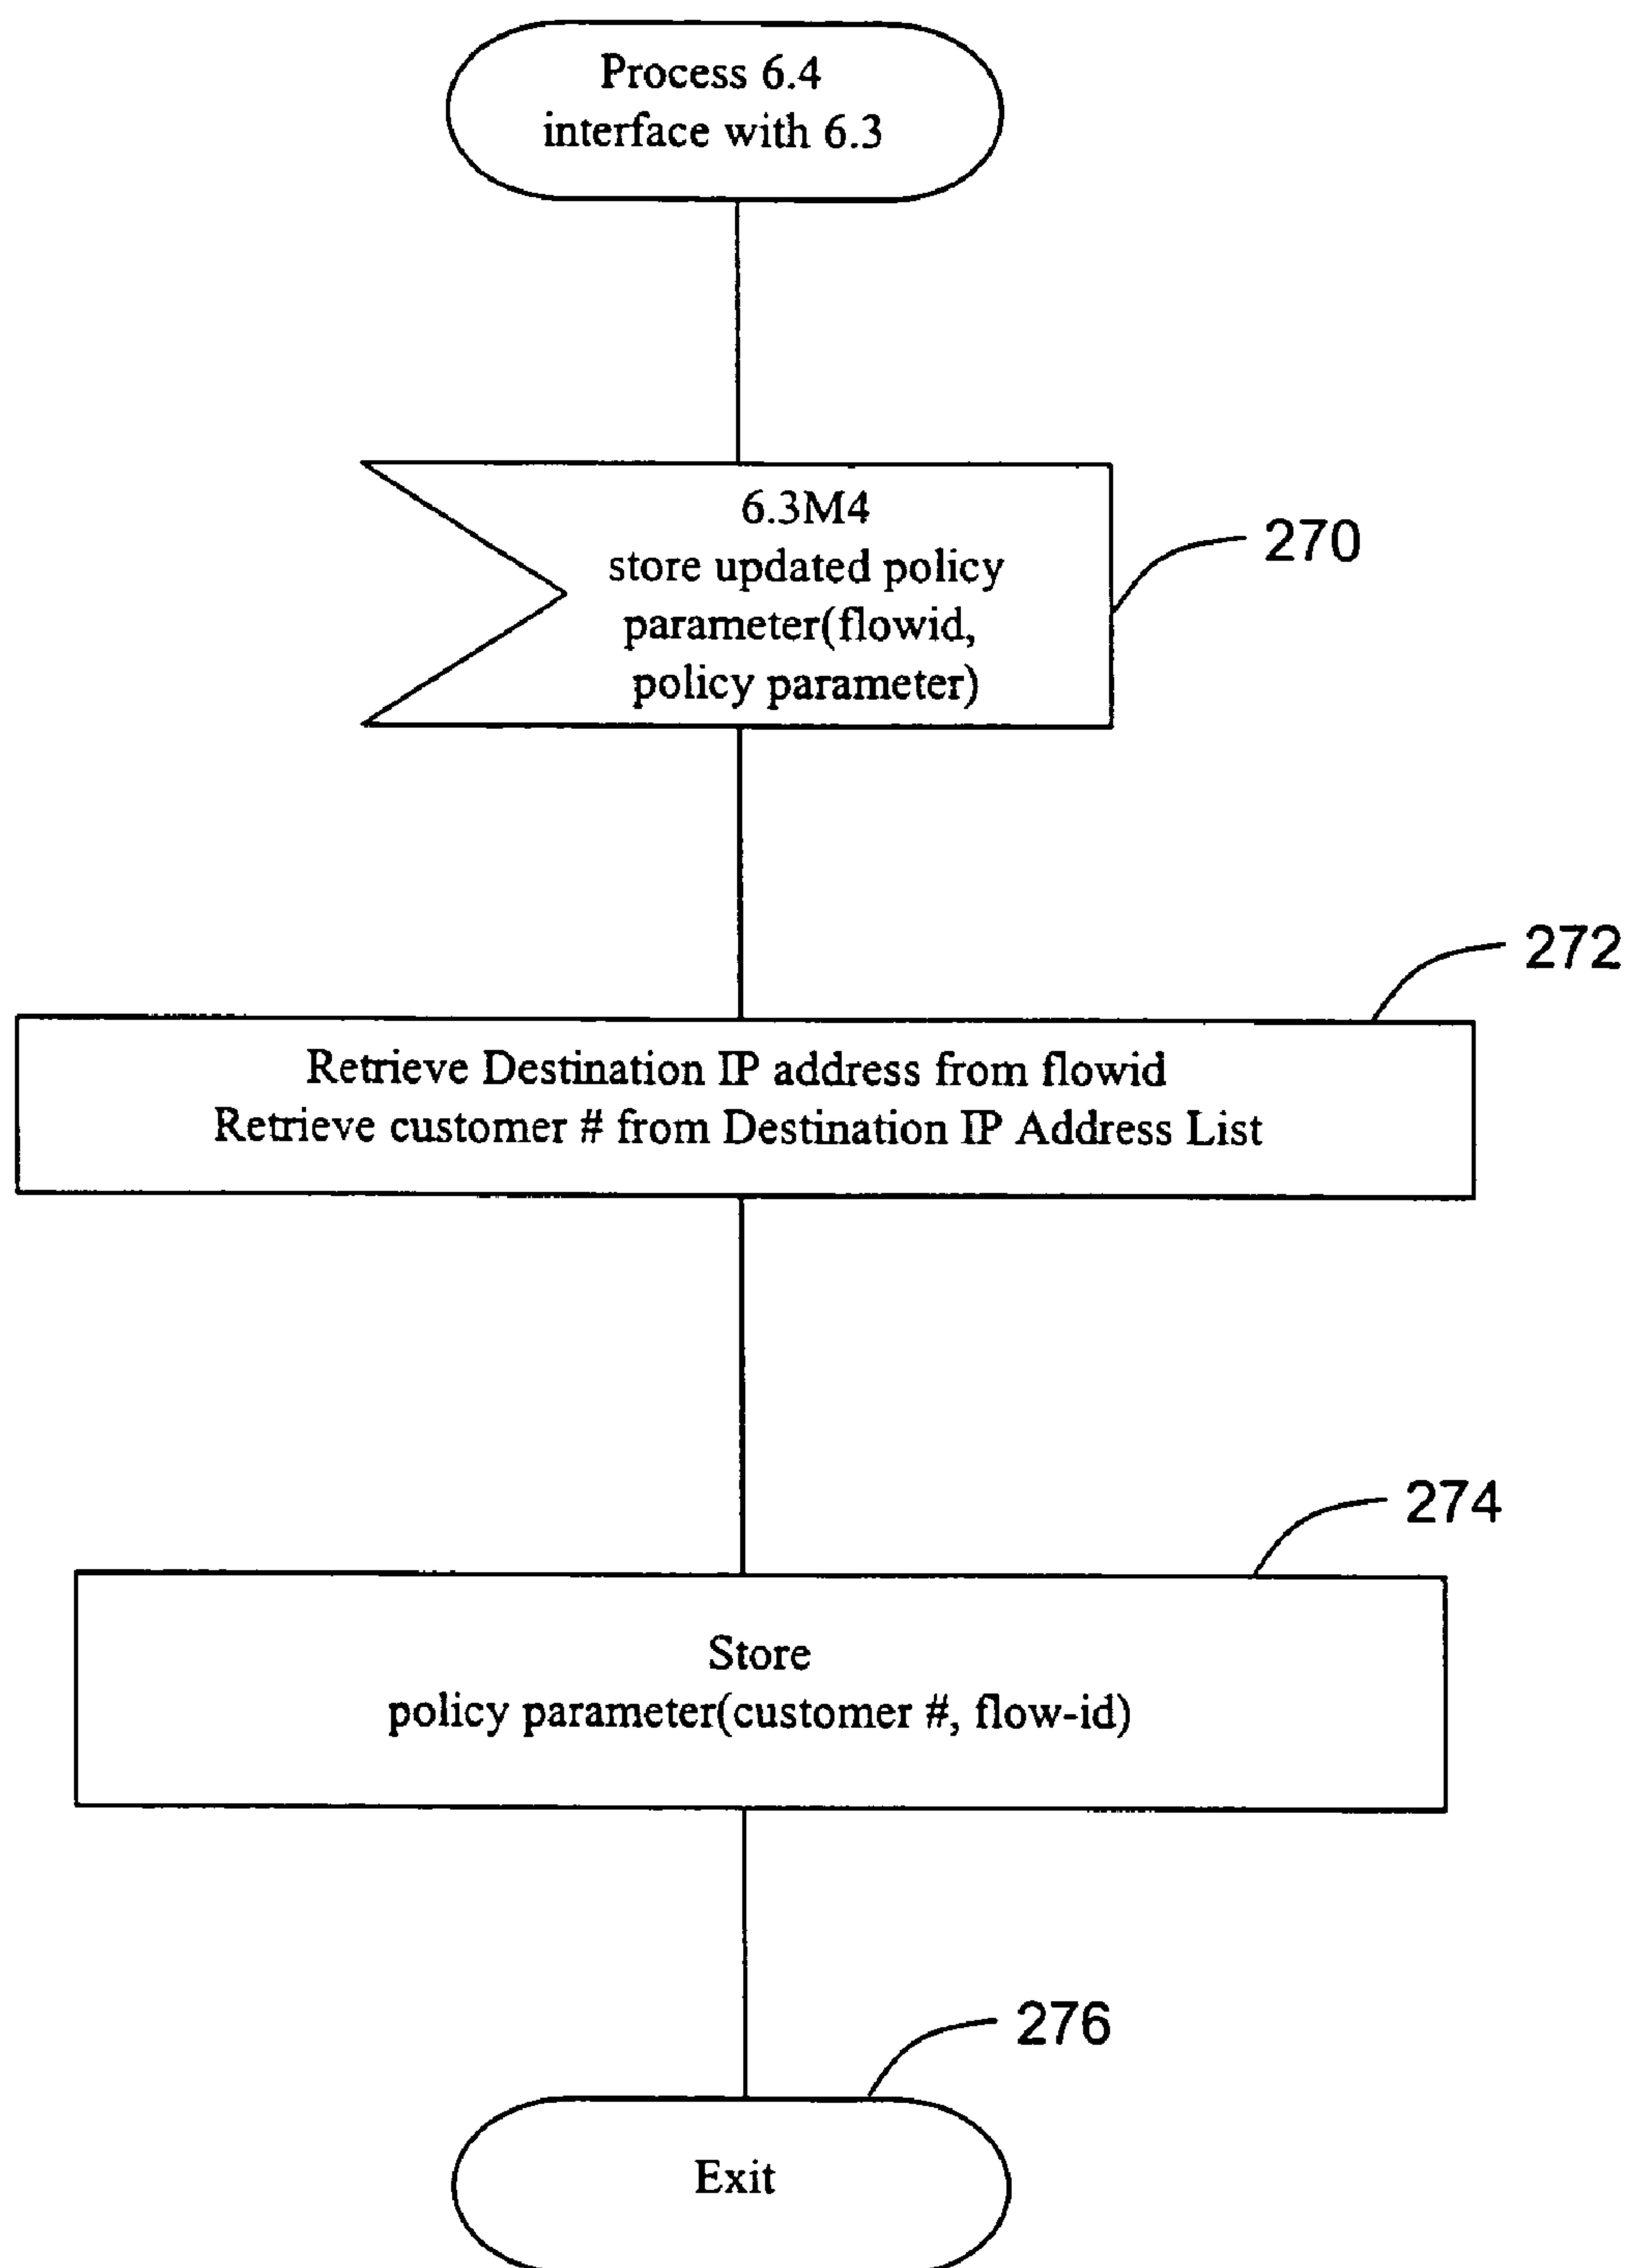 Process 6.4
interface with 6.3
6.3M4
store updated policy
parameter(flowid,
policy parameter)
270
272
Retrieve Destination IP address from flowid
Retrieve customer # from Destination IP Address List
274
Store
policy parameter(customer #, flow-id)
276
Exit